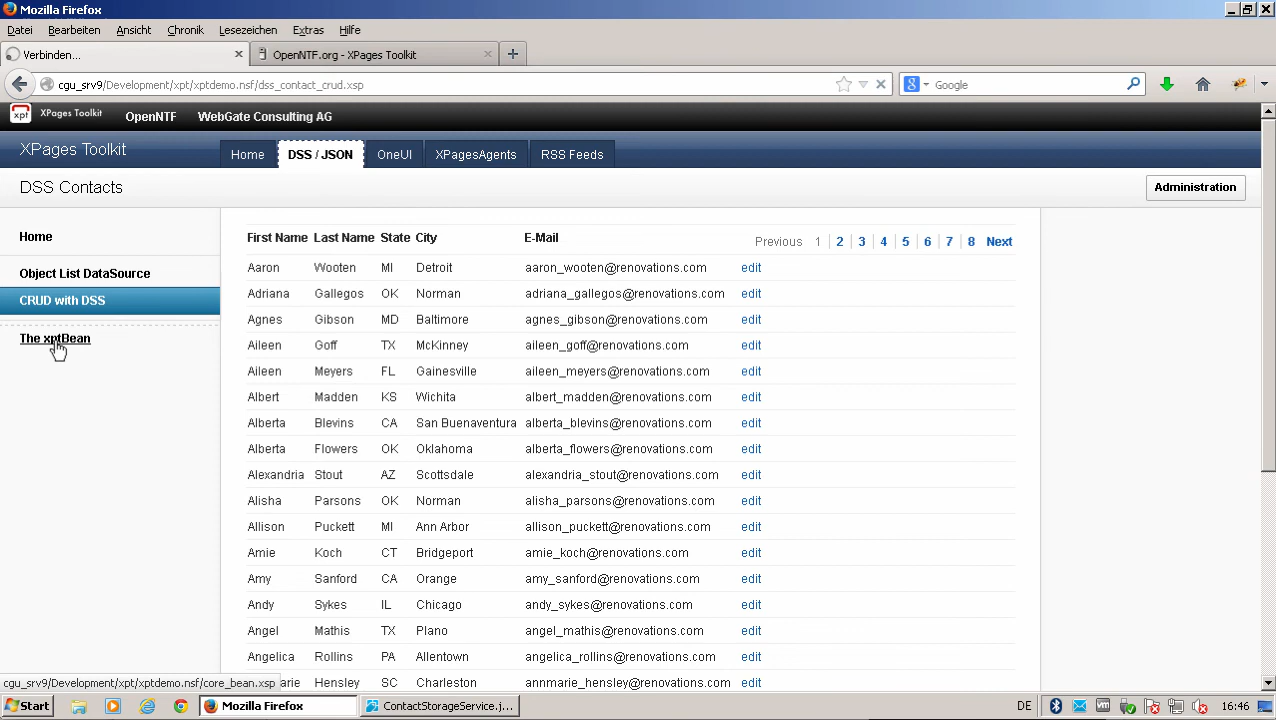 Mozilla Firefox
Datei Bearbeiten Ansicht Chronik Lesezeichen Extras Hilfe
Verbinden... OpenNTF.org - XPages Toolkit
cgu_srv9/Development/xpt/xptdemo.nsf/dss_contact_crud.xsp Google
xpt XPages Toolkit OpenNTF WebGate Consulting AG
XPages Toolkit Home DSS / JSON OneUI XPagesAgents RSS Feeds
DSS Contacts Administration
Home
Object List DataSource
CRUD with DSS
The xptBean
First Name Last Name State City E-Mail Previous 1 2 3 4 5 6 7 8 Next
Aaron Wooten MI Detroit aaron_wooten@renovations.com edit
Adriana Gallegos OK Norman adriana_gallegos@renovations.com edit
Agnes Gibson MD Baltimore agnes_gibson@renovations.com edit
Aileen Goff TX McKinney aileen_goff@renovations.com edit
Aileen Meyers FL Gainesville aileen_meyers@renovations.com edit
Albert Madden KS Wichita albert_madden@renovations.com edit
Alberta Blevins CA San Buenaventura alberta_blevins@renovations.com edit
Alberta Flowers OK Oklahoma alberta_flowers@renovations.com edit
Alexandria Stout AZ Scottsdale alexandria_stout@renovations.com edit
Alisha Parsons OK Norman alisha_parsons@renovations.com edit
Allison Puckett MI Ann Arbor allison_puckett@renovations.com edit
Amie Koch CT Bridgeport amie_koch@renovations.com edit
Amy Sanford CA Orange amy_sanford@renovations.com edit
Andy Sykes IL Chicago andy_sykes@renovations.com edit
Angel Mathis TX Plano angel_mathis@renovations.com edit
Angelica Rollins PA Allentown angelica_rollins@renovations.com edit
arie Hensley SC Charleston annmarie_hensley@renovations.com edit
cgu_srv9/Development/xpt/xptdemo.nsf/core_bean.xsp
Start Mozilla Firefox ContactStorageService.j... DE 16:46